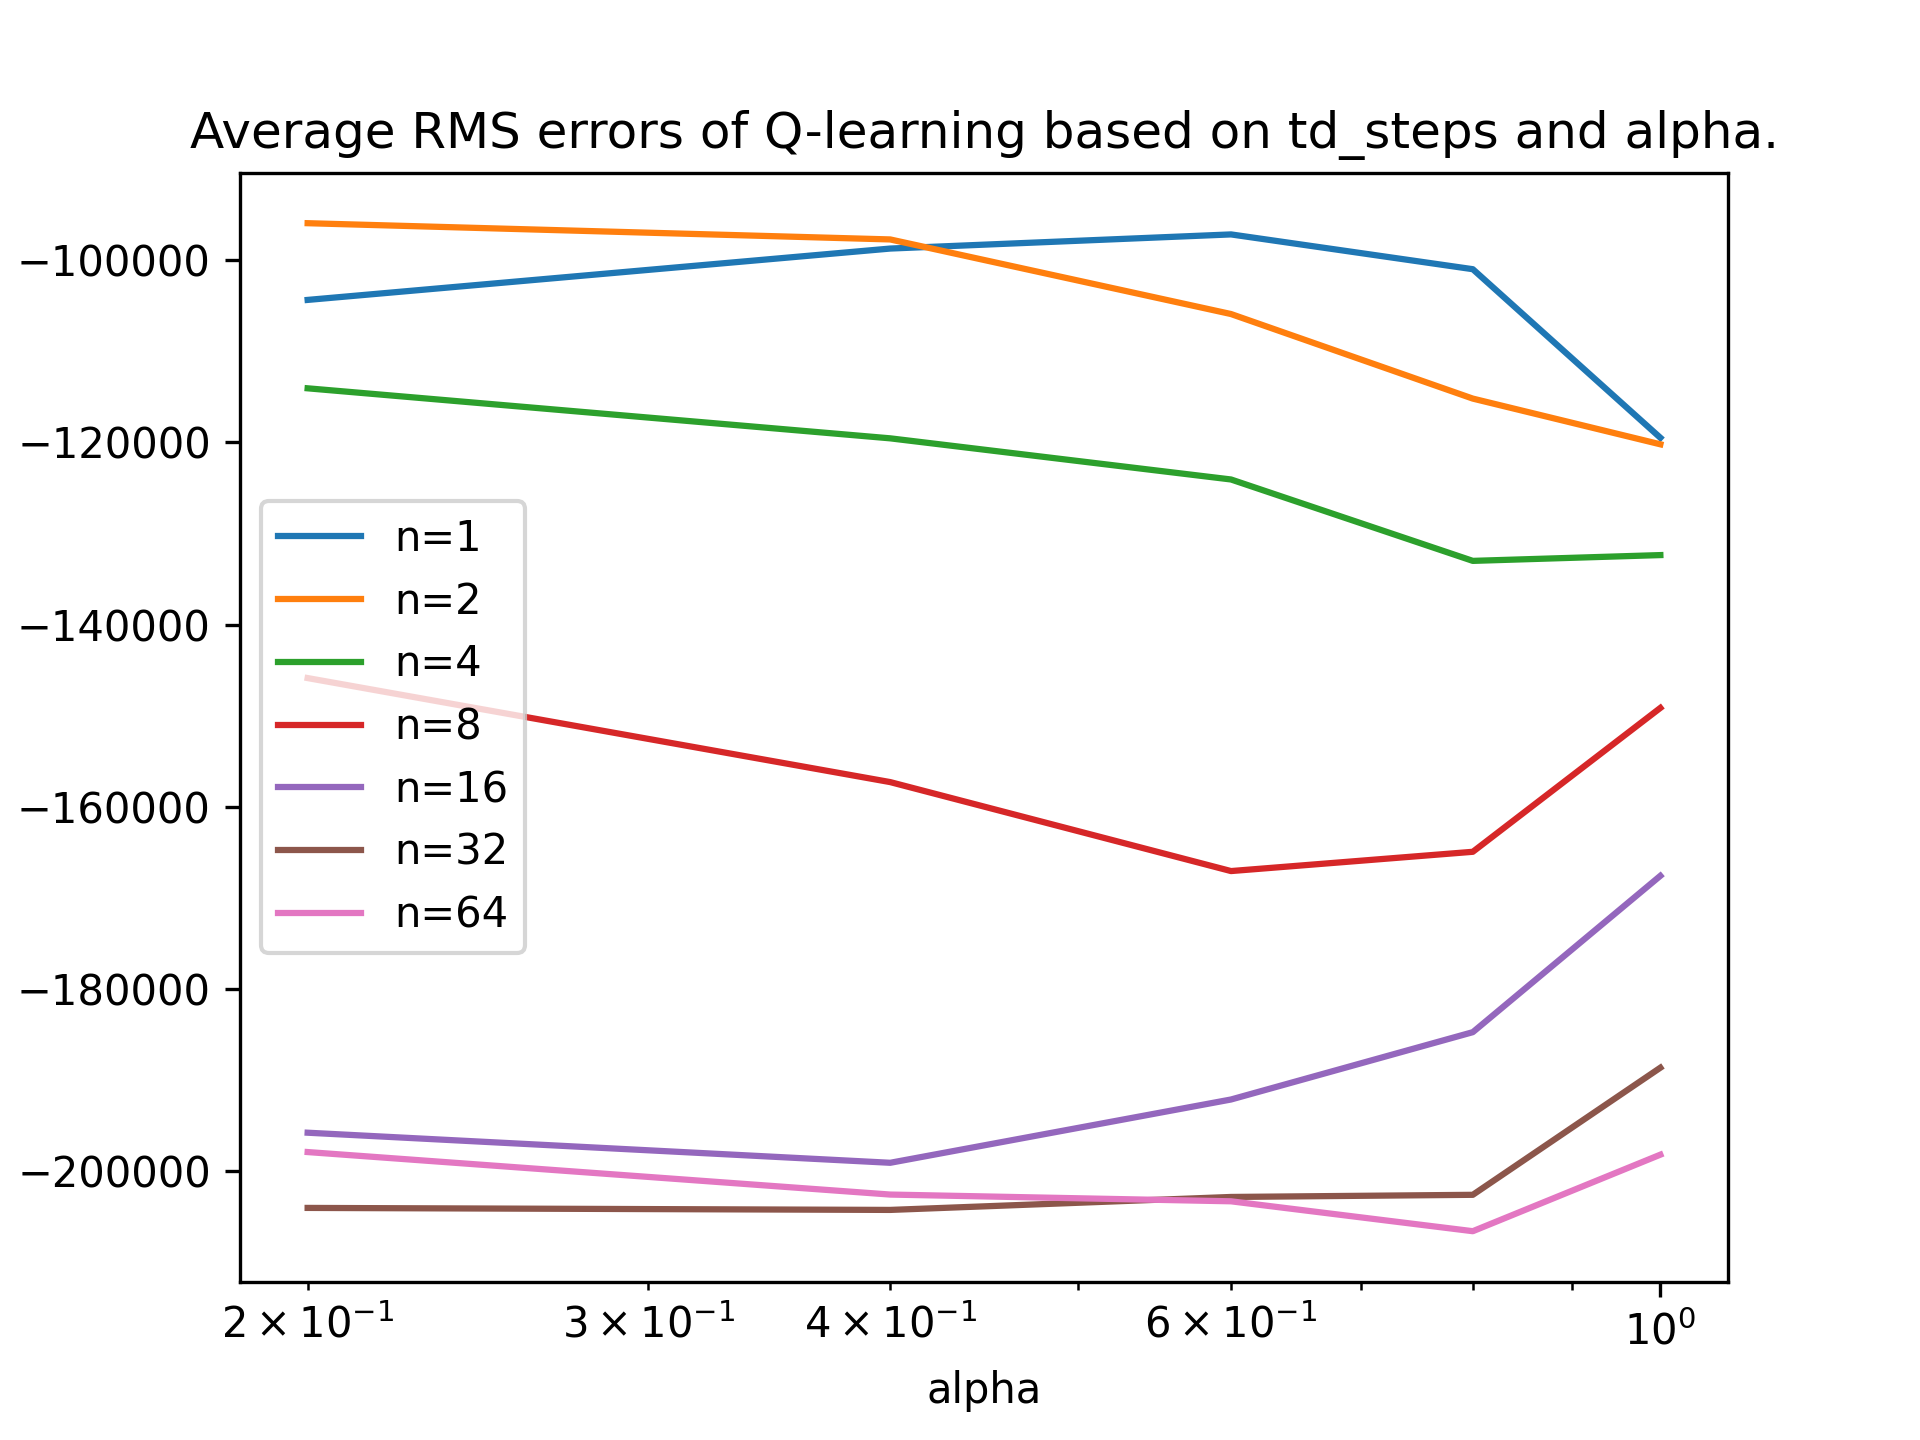 Average RMS errors of Q-learning based on td_steps and alpha.
−100000
−120000
−140000
−160000
−180000
−200000
n=1
n=2
n=4
n=8
n=16
n=32
n=64
2 × 10⁻¹
3 × 10⁻¹
4 × 10⁻¹
6 × 10⁻¹
10⁰
alpha